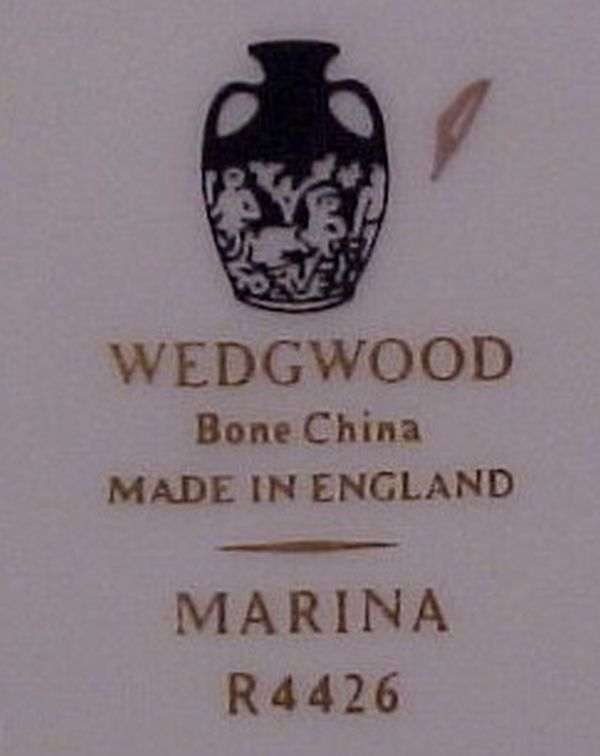 WEDGWOOD
Bone China
MADE IN ENGLAND
MARINA
R4426